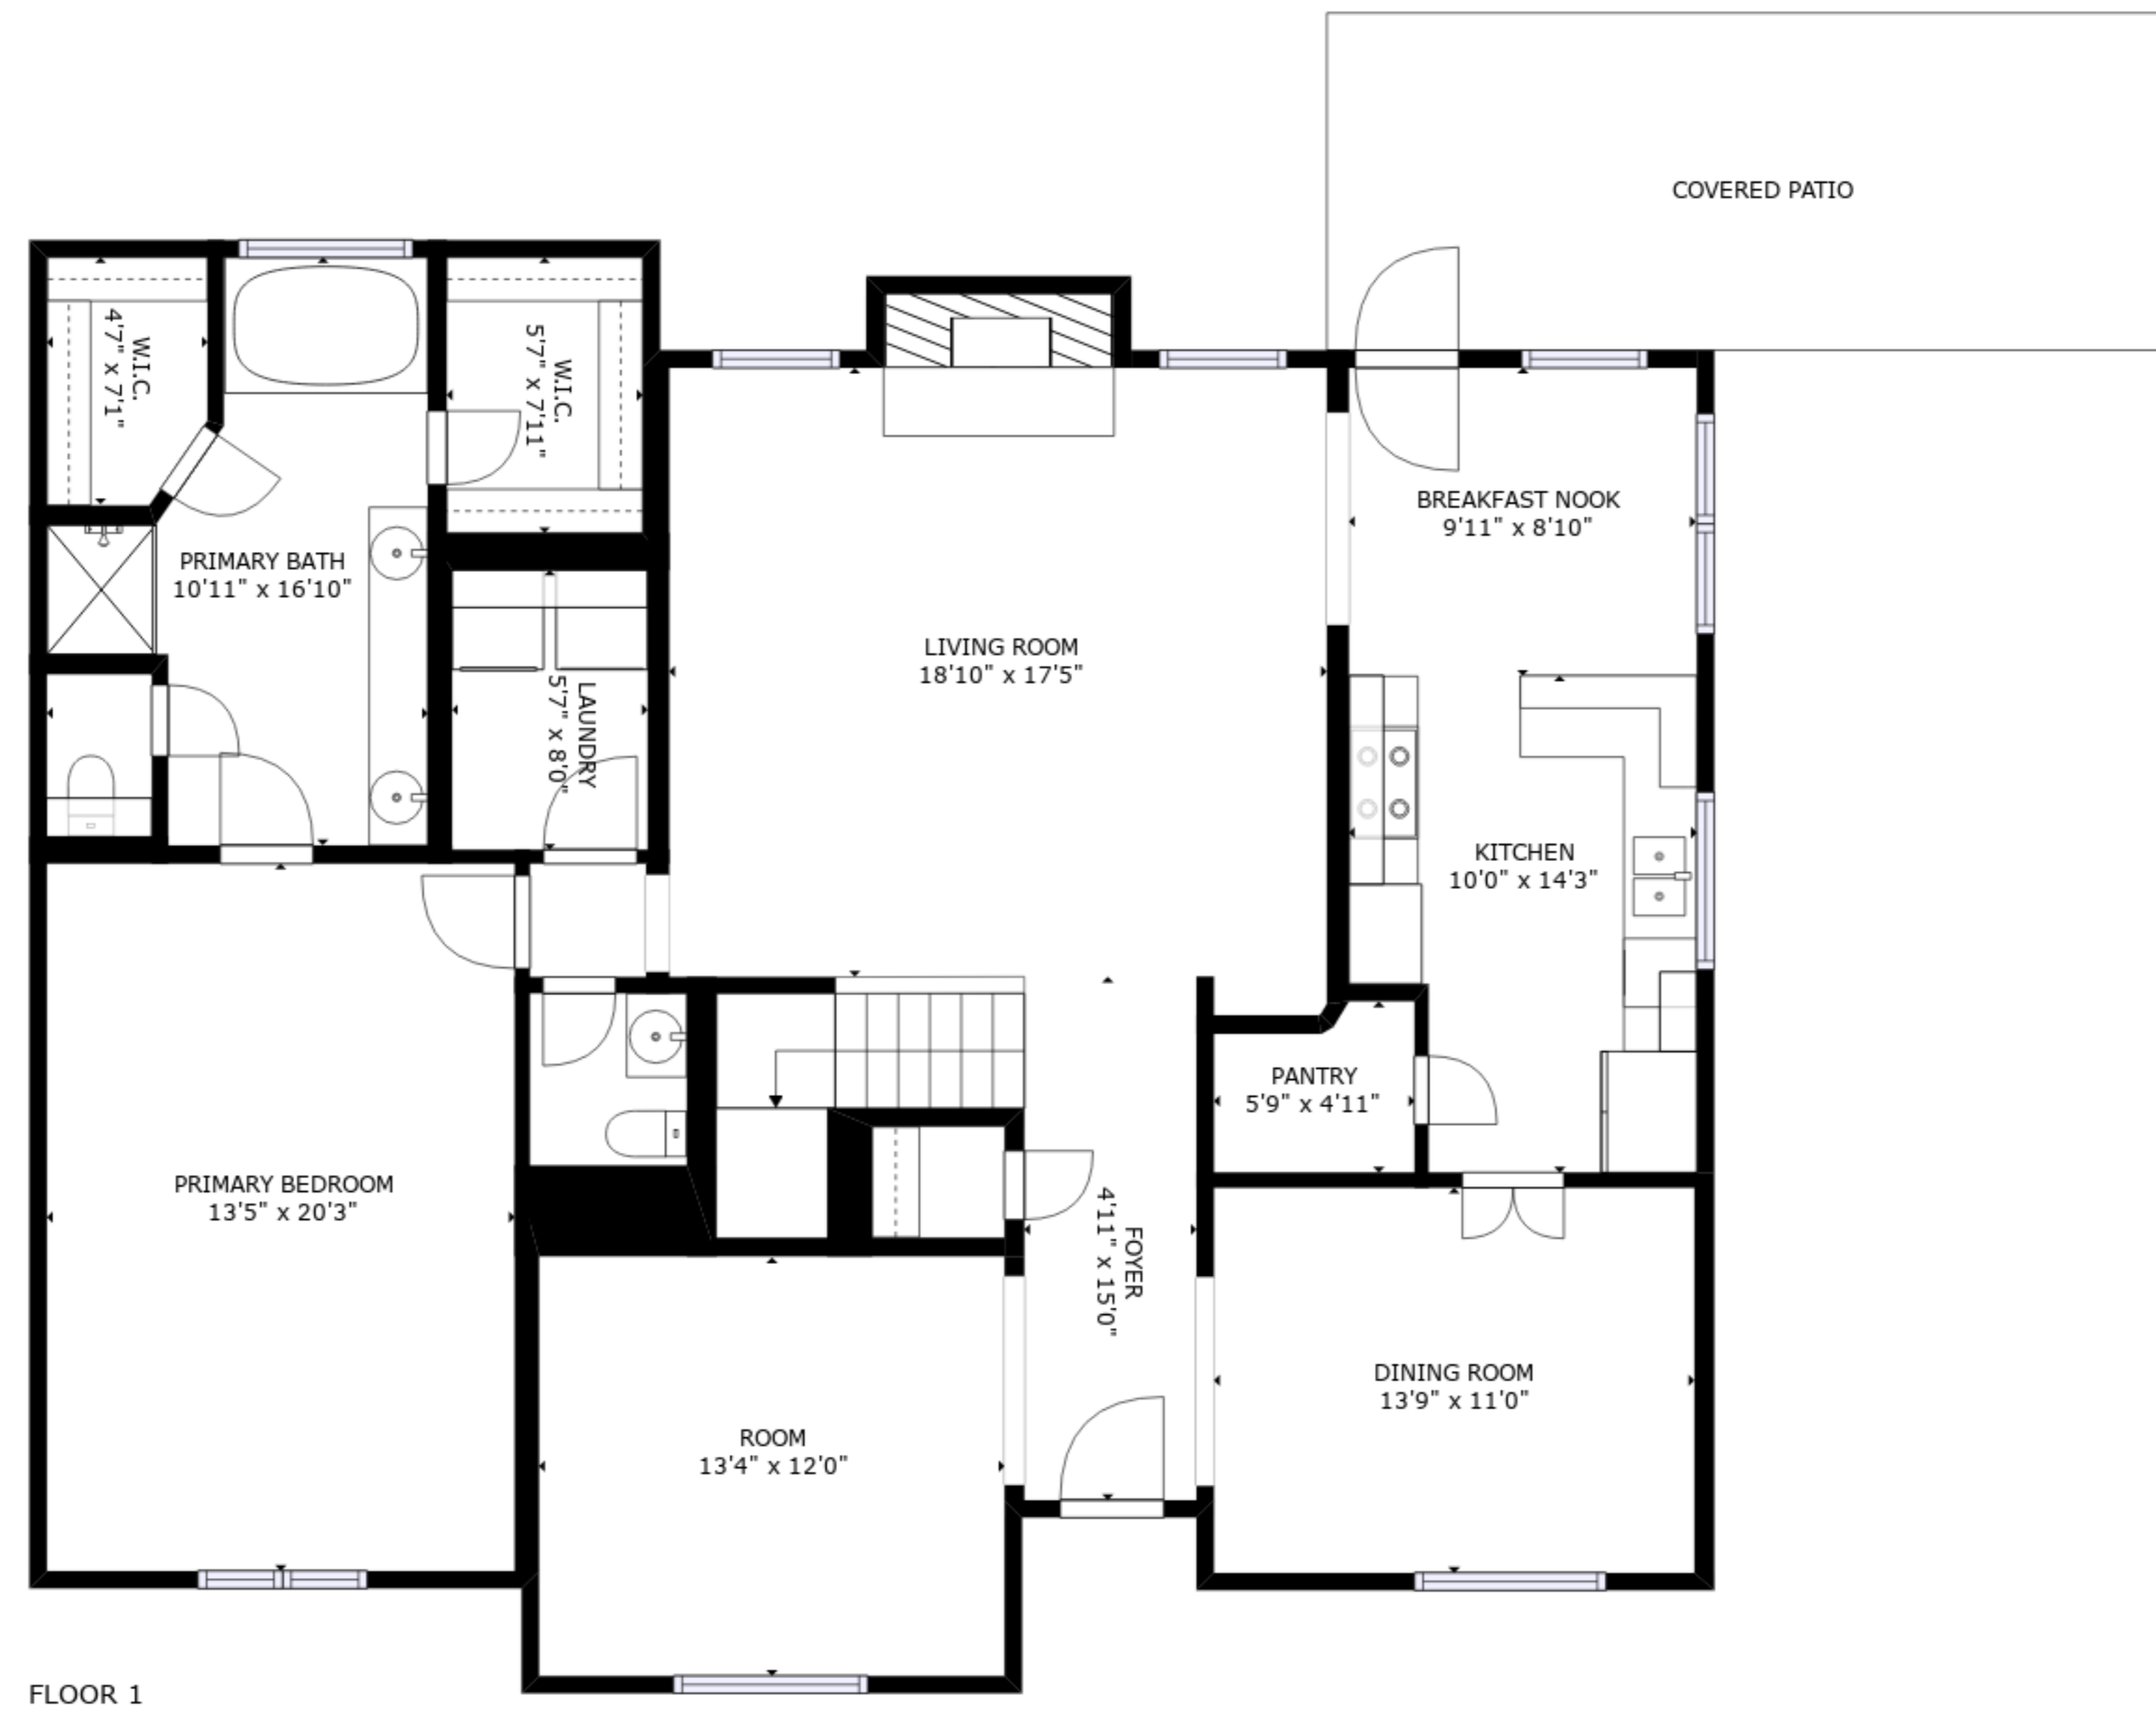 COVERED PATIO
W.I.C.
4'7" x 7'1"
W.I.C.
5'7" x 7'11"
BREAKFAST NOOK
9'11" x 8'10"
PRIMARY BATH
10'11" x 16'10"
LIVING ROOM
18'10" x 17'5"
LAUNDRY
5'7" x 8'0"
KITCHEN
10'0" x 14'3"
PANTRY
5'9" x 4'11"
PRIMARY BEDROOM
13'5" x 20'3"
FOYER
4'11" x 15'0"
DINING ROOM
13'9" x 11'0"
ROOM
13'4" x 12'0"
FLOOR 1